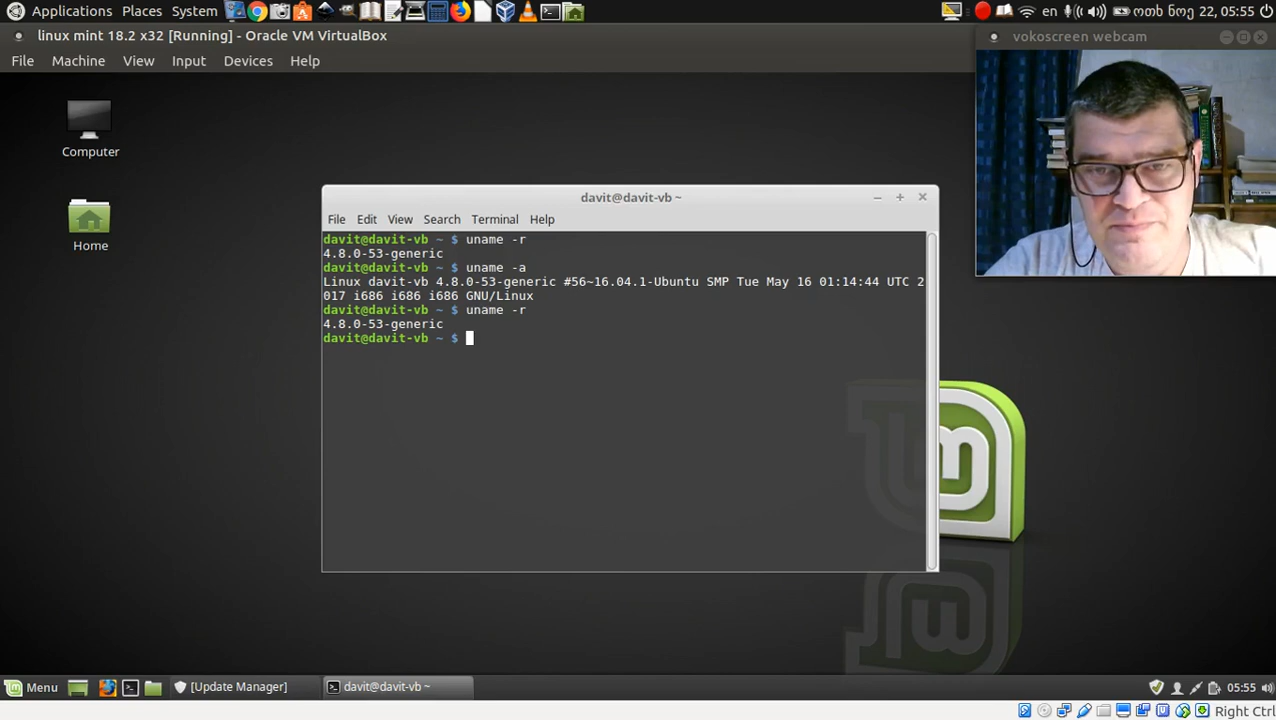 Applications Places System
en
ოთხ ნოე 22, 05:55
linux mint 18.2 x32 [Running] - Oracle VM VirtualBox
vokoscreen webcam
File Machine View Input Devices Help
Computer
Home
davit@davit-vb ~
File Edit View Search Terminal Help
davit@davit-vb ~ $ uname -r
4.8.0-53-generic
davit@davit-vb ~ $ uname -a
Linux davit-vb 4.8.0-53-generic #56~16.04.1-Ubuntu SMP Tue May 16 01:14:44 UTC 2
017 i686 i686 i686 GNU/Linux
davit@davit-vb ~ $ uname -r
4.8.0-53-generic
davit@davit-vb ~ $
Menu
[Update Manager]
davit@davit-vb ~
05:55
Right Ctrl